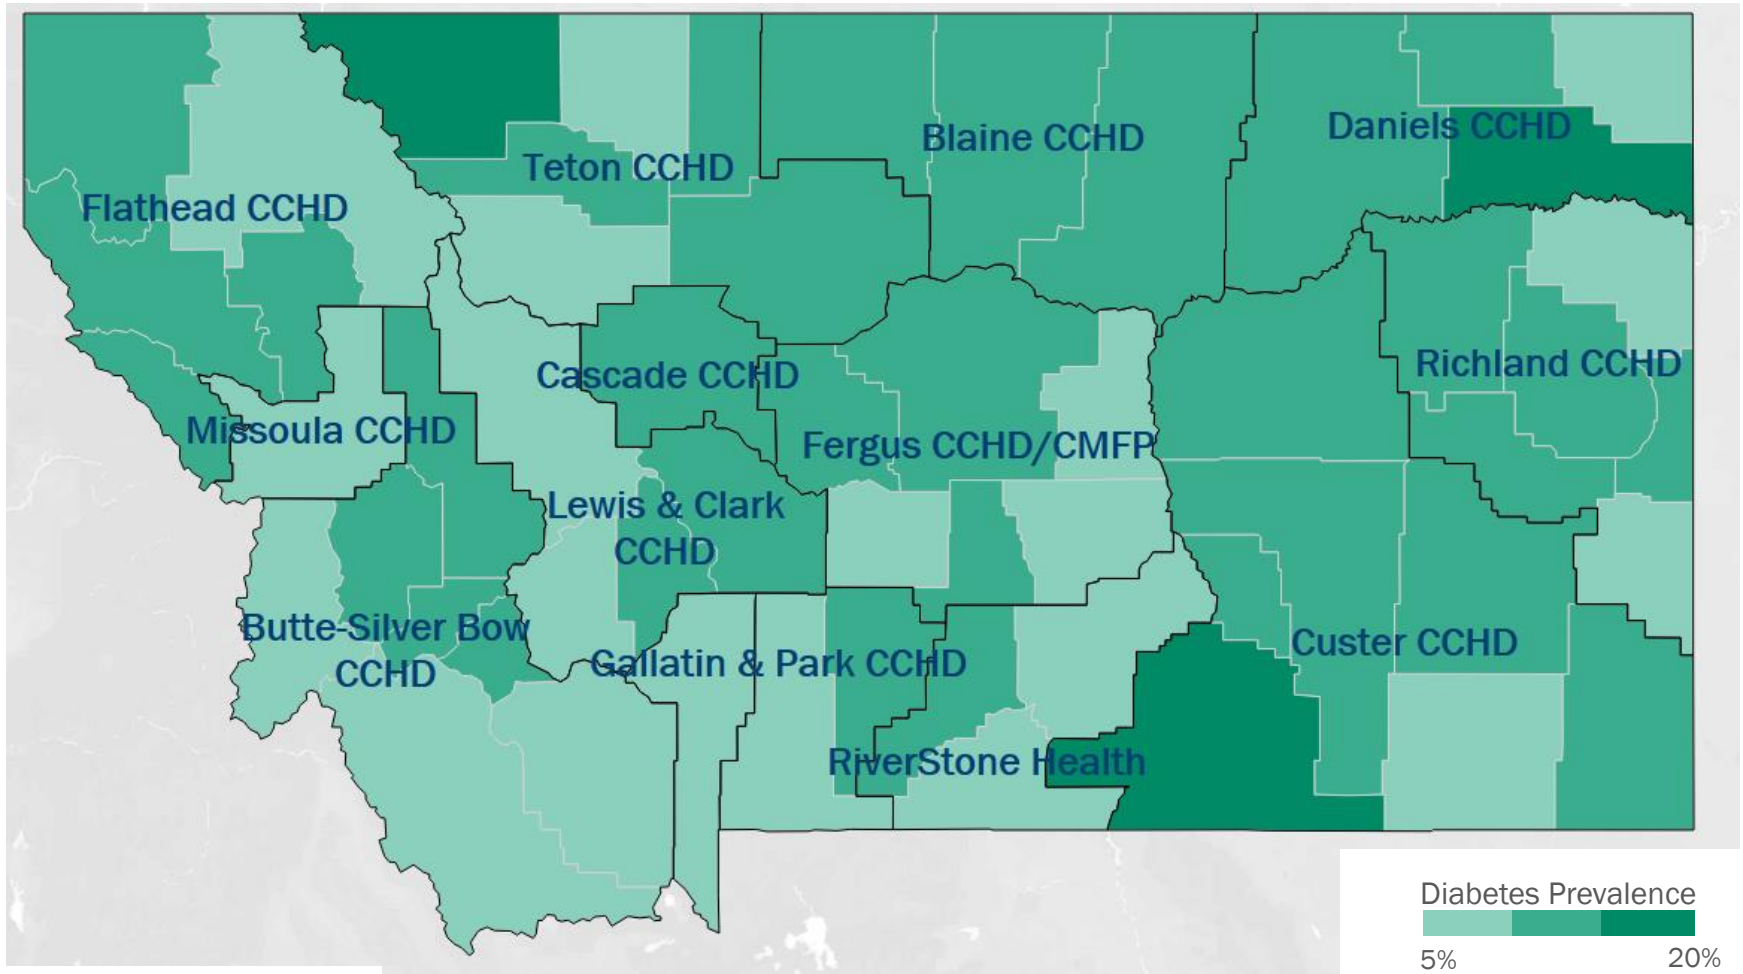 Blaine CCHD
Daniels CCHD
Teton CCHD
Flathead CCHD
Richland CCHD
Cascade CCHD
Missoula CCHD
Fergus CCHD/CMFP
Lewis & Clark
CCHD
Butte-Silver Bow
CCHD
Gallatin & Park CCHD
Custer CCHD
RiverStone Health
Diabetes Prevalence
5%
20%